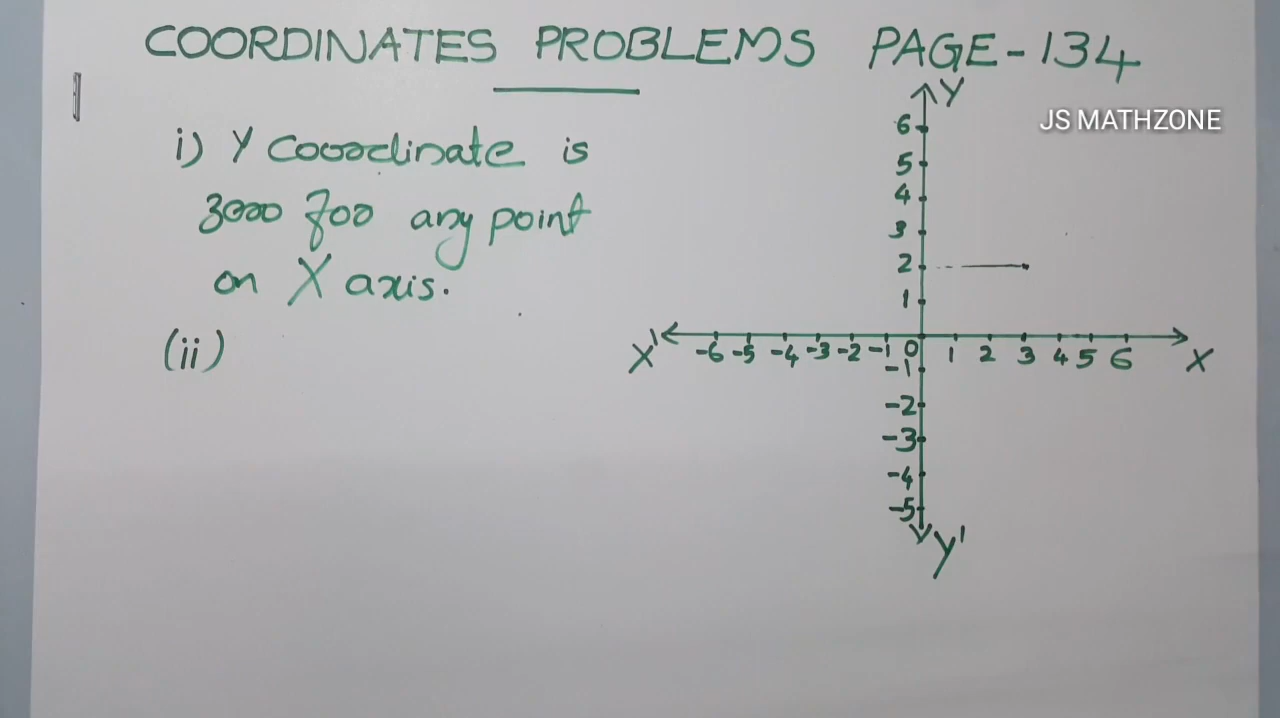 COORDINATES PROBLEMS PAGE-134
JS MATHZONE
1
i) Y coordinate is
zero for any point
on X axis.
(ii)
Y
6
5
4
3
2
1
X' -6 -5 -4 -3 -2 -1 0 1 2 3 4 5 6 X
-1
-2
-3
-4
-5
Y'